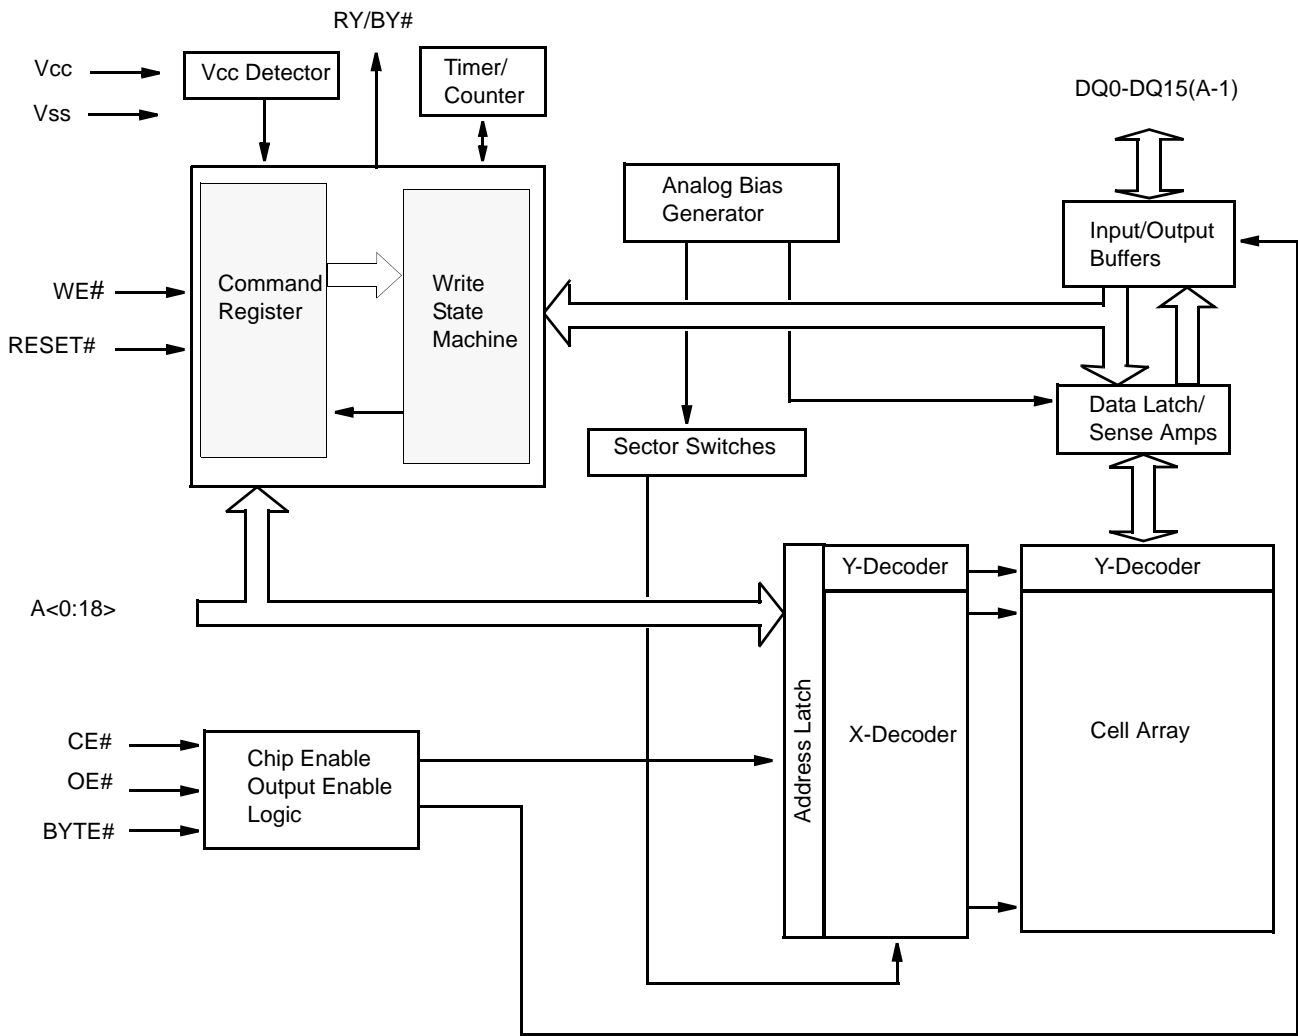 RY/BY#
Vcc
Vss
Vcc Detector
Timer/
Counter
DQ0-DQ15(A-1)
Analog Bias
Generator
Input/Output
Buffers
WE#
RESET#
Command
Register
Write
State
Machine
Data Latch/
Sense Amps
Sector Switches
A<0:18>
Y-Decoder
Y-Decoder
Address Latch
X-Decoder
Cell Array
CE#
OE#
BYTE#
Chip Enable
Output Enable
Logic